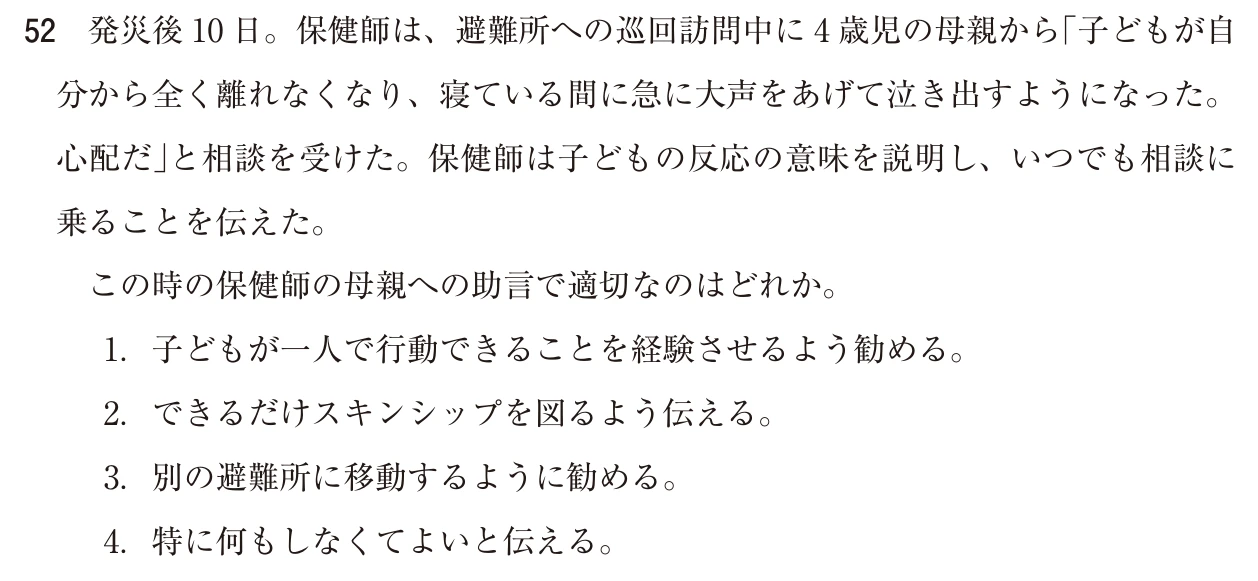 52 発災後 10 日。保健師は、避難所への巡回訪問中に 4 歳児の母親から「子どもが自
分から全く離れなくなり、寝ている間に急に大声をあげて泣き出すようになった。
心配だ」と相談を受けた。保健師は子どもの反応の意味を説明し、いつでも相談に
乗ることを伝えた。
この時の保健師の母親への助言で適切なのはどれか。
1. 子どもが一人で行動できることを経験させるよう勧める。
2. できるだけスキンシップを図るよう伝える。
3. 別の避難所に移動するように勧める。
4. 特に何もしなくてよいと伝える。